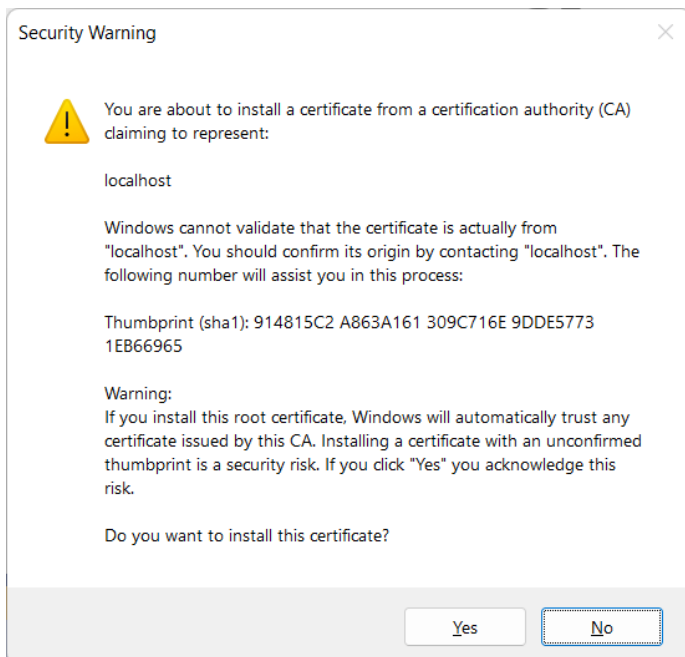 Security Warning
You are about to install a certificate from a certification authority (CA)
claiming to represent:
localhost
Windows cannot validate that the certificate is actually from
"localhost". You should confirm its origin by contacting "localhost". The
following number will assist you in this process:
Thumbprint (sha1): 914815C2 A863A161 309C716E 9DDE5773
1EB66965
Warning:
If you install this root certificate, Windows will automatically trust any
certificate issued by this CA. Installing a certificate with an unconfirmed
thumbprint is a security risk. If you click "Yes" you acknowledge this
risk.
Do you want to install this certificate?
Yes
No